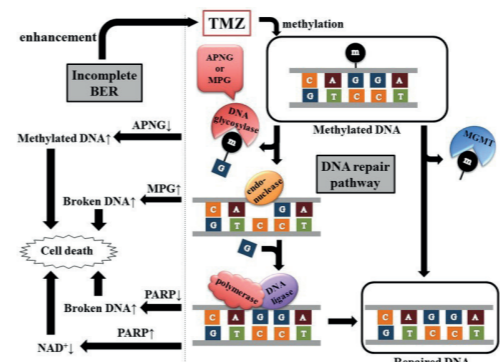 TMZ
methylation
enhancement
Incomplete
BER
m
C A G G A
G T C C T
Methylated DNA
APNG
or
MPG
DNA
glycosylase
m
G
MGMT
m
DNA repair
pathway
APNG↓
Methylated DNA↑
MPG↑
Broken DNA↑
endo-
nuclease
C A G A
G T C C T
G
Cell death
polymerase
DNA
ligase
PARP↓
Broken DNA↑
C A G G A
G T C C T
PARP↑
NAD⁺↓
C A G G A
G T C C T
Repaired DNA